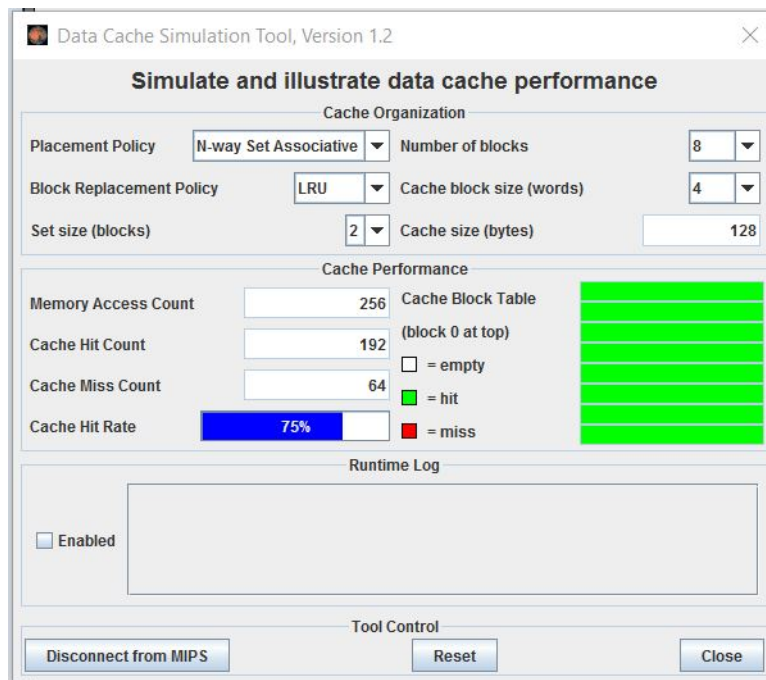 Data Cache Simulation Tool, Version 1.2
Simulate and illustrate data cache performance
Cache Organization
Placement Policy N-way Set Associative Number of blocks 8
Block Replacement Policy LRU Cache block size (words) 4
Set size (blocks) 2 Cache size (bytes) 128
Cache Performance
Memory Access Count 256 Cache Block Table
(block 0 at top)
Cache Hit Count 192
= empty
Cache Miss Count 64
= hit
Cache Hit Rate 75%
= miss
Runtime Log
Enabled
Tool Control
Disconnect from MIPS Reset Close